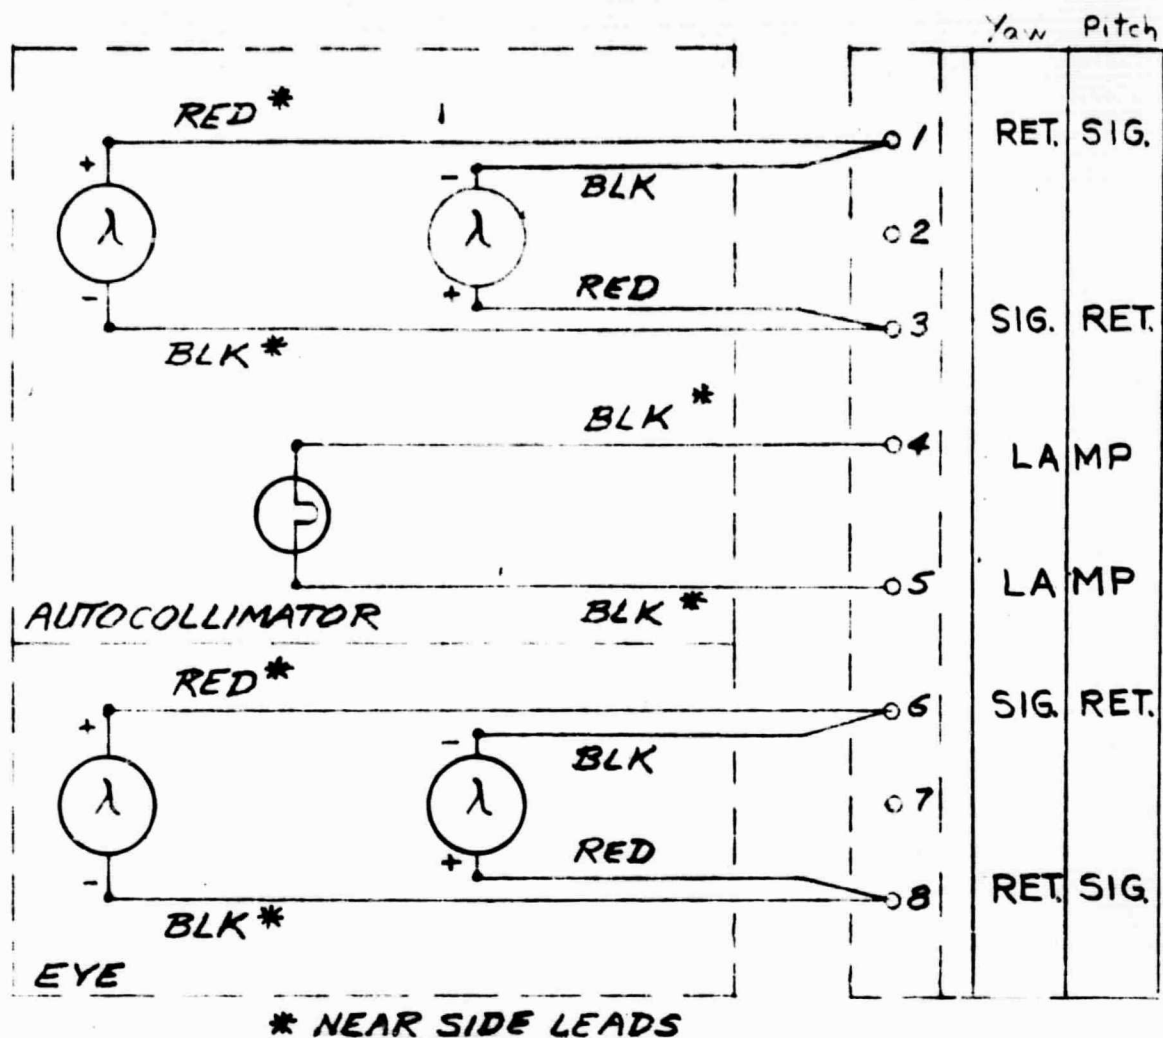 Yaw Pitch
RED *
+ λ -
- λ +
BLK
RED
BLK *
1 RET. SIG.
2
3 SIG. RET.
BLK *
4 LAMP
BLK *
5 LAMP
AUTOCOLLIMATOR
RED *
+ λ -
- λ +
BLK
RED
BLK *
6 SIG. RET.
7
8 RET. SIG.
EYE
* NEAR SIDE LEADS